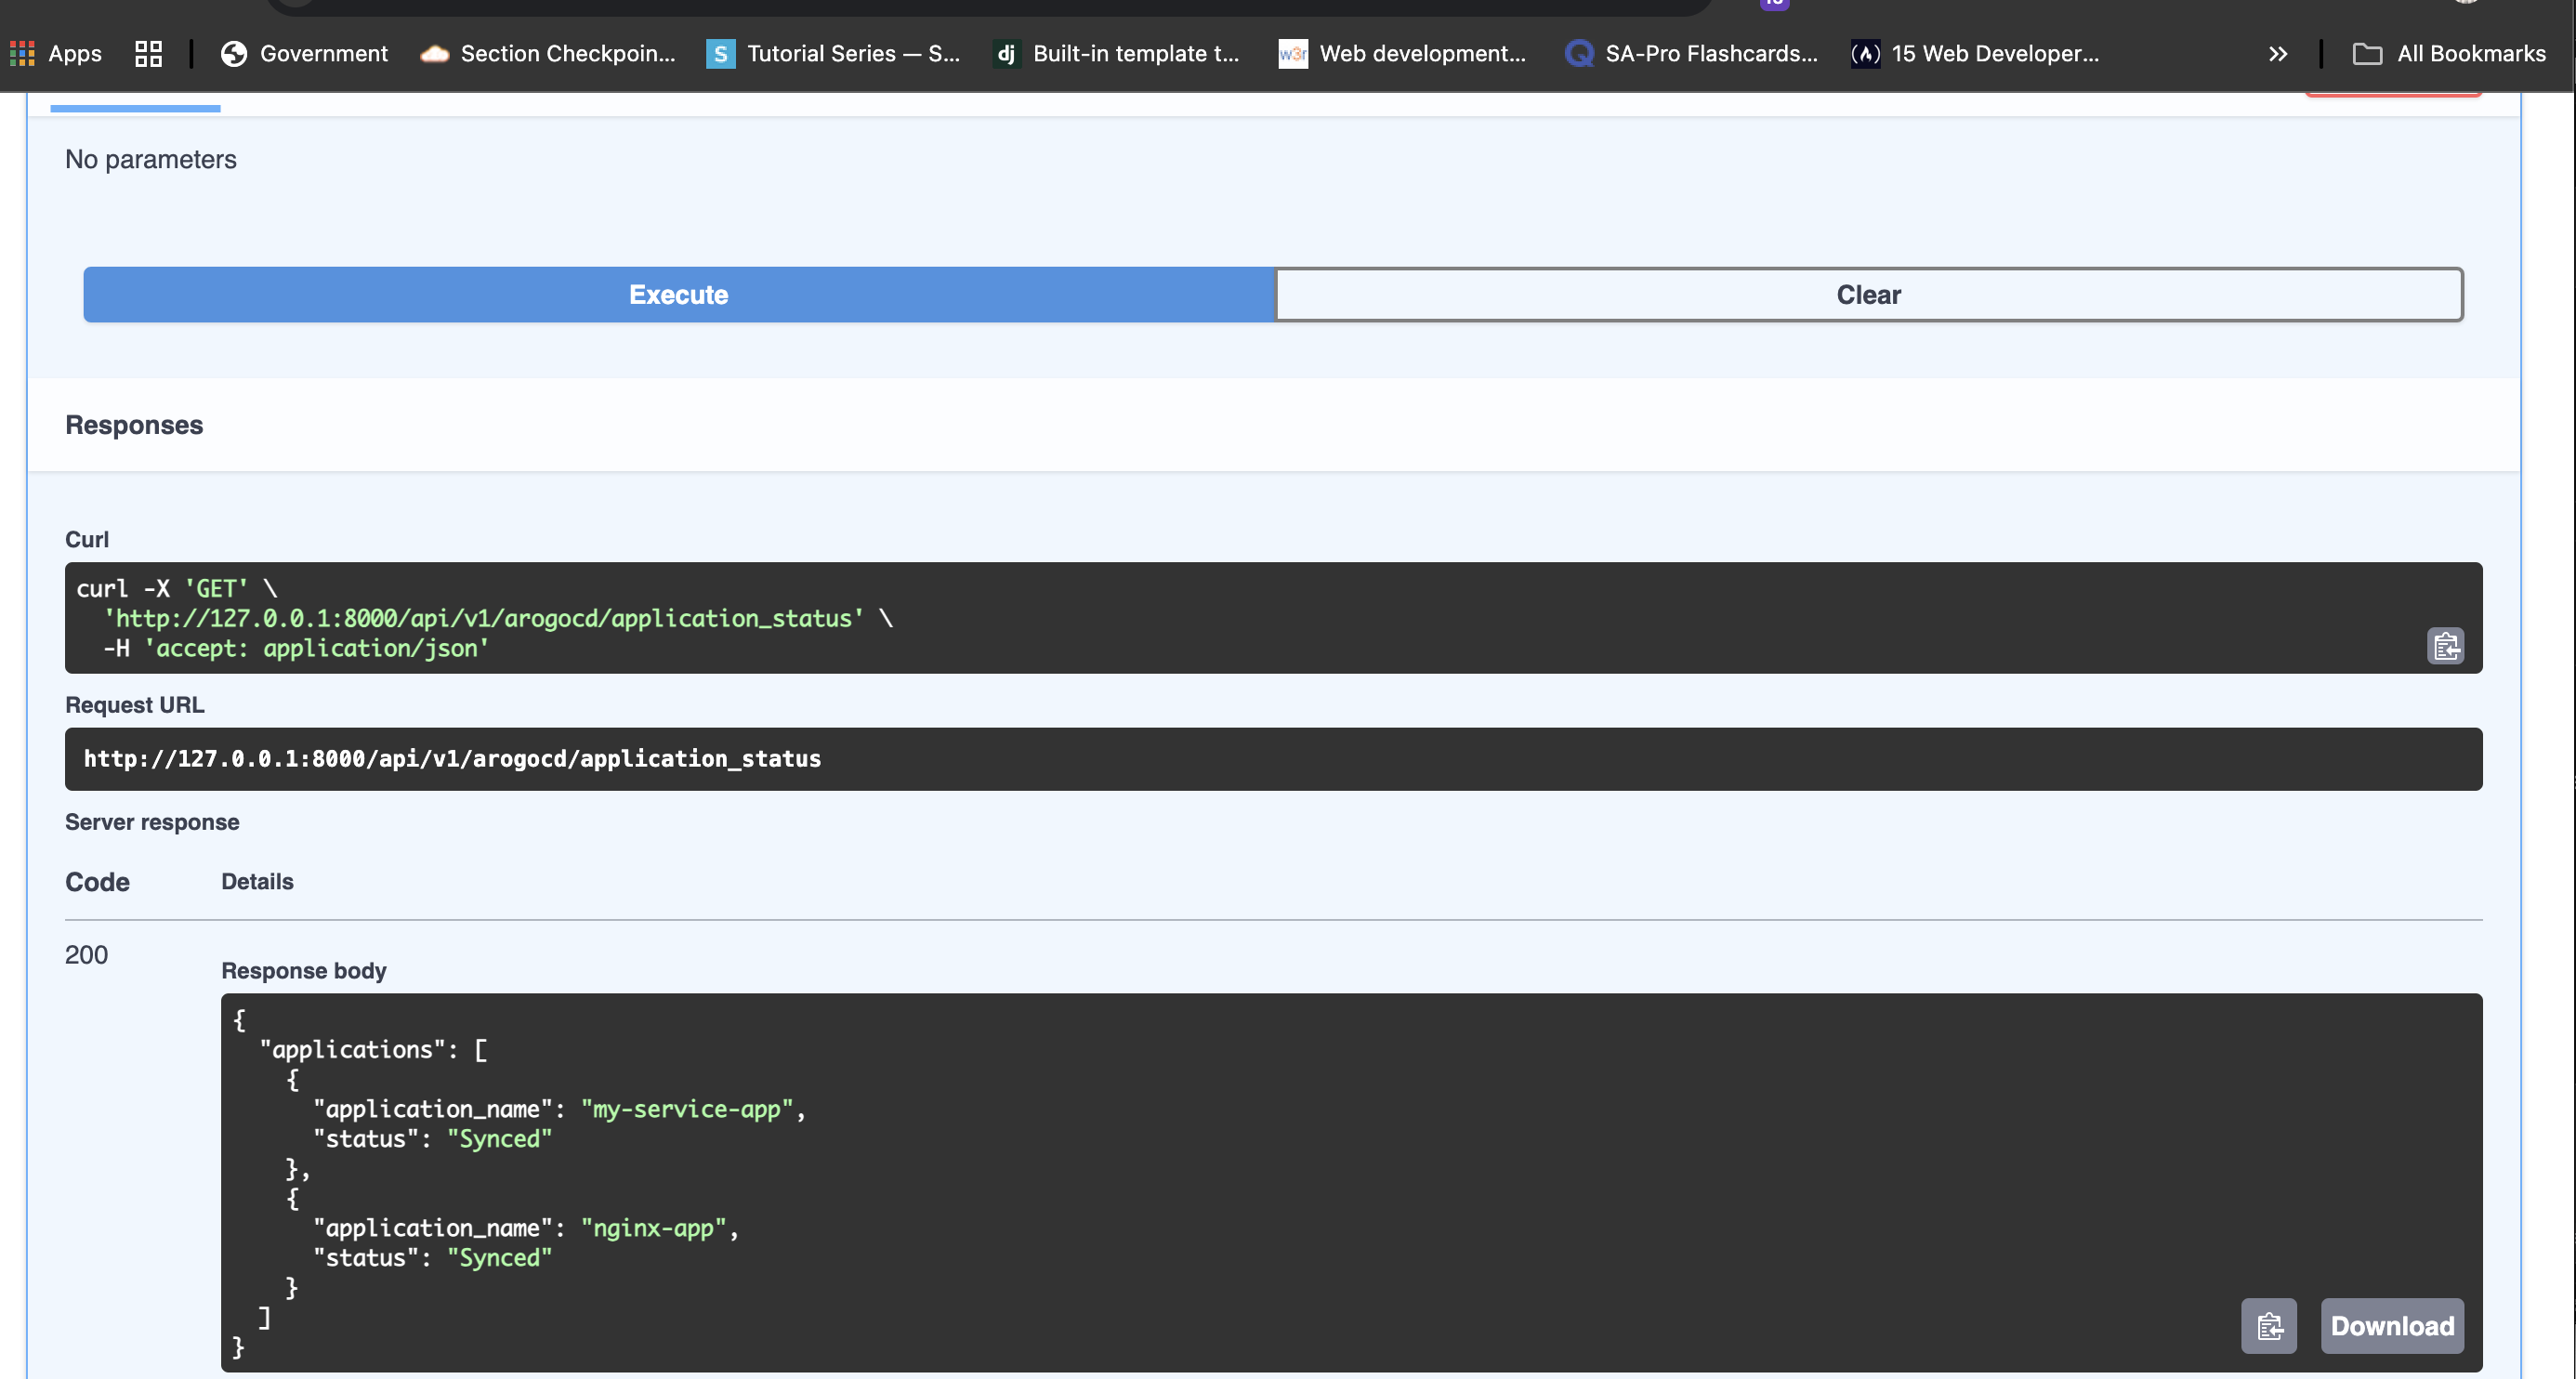 Apps
Government
Section Checkpoin...
S
Tutorial Series — S...
dj
Built-in template t...
w3r
Web development...
SA-Pro Flashcards...
15 Web Developer...
All Bookmarks
No parameters
Execute
Clear
Responses
Curl
curl -X 'GET' \
'http://127.0.0.1:8000/api/v1/arogocd/application_status' \
-H 'accept: application/json'
Request URL
http://127.0.0.1:8000/api/v1/arogocd/application_status
Server response
Code
Details
200
Response body
{
"applications": [
{
"application_name": "my-service-app",
"status": "Synced"
},
{
"application_name": "nginx-app",
"status": "Synced"
}
]
}
Download